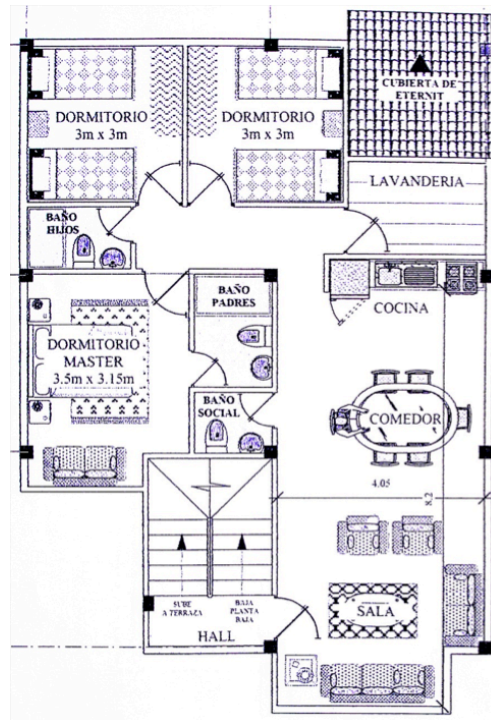 CUBIERTA DE
ETERNIT
DORMITORIO
3m x 3m
DORMITORIO
3m x 3m
LAVANDERIA
BAÑO
HIJOS
BAÑO
PADRES
COCINA
DORMITORIO
MASTER
3.5m x 3.15m
BAÑO
SOCIAL
COMEDOR
4.05
8.2
SUBE
A TERRAZA
BAJA
PLANTA
BAJA
SALA
HALL